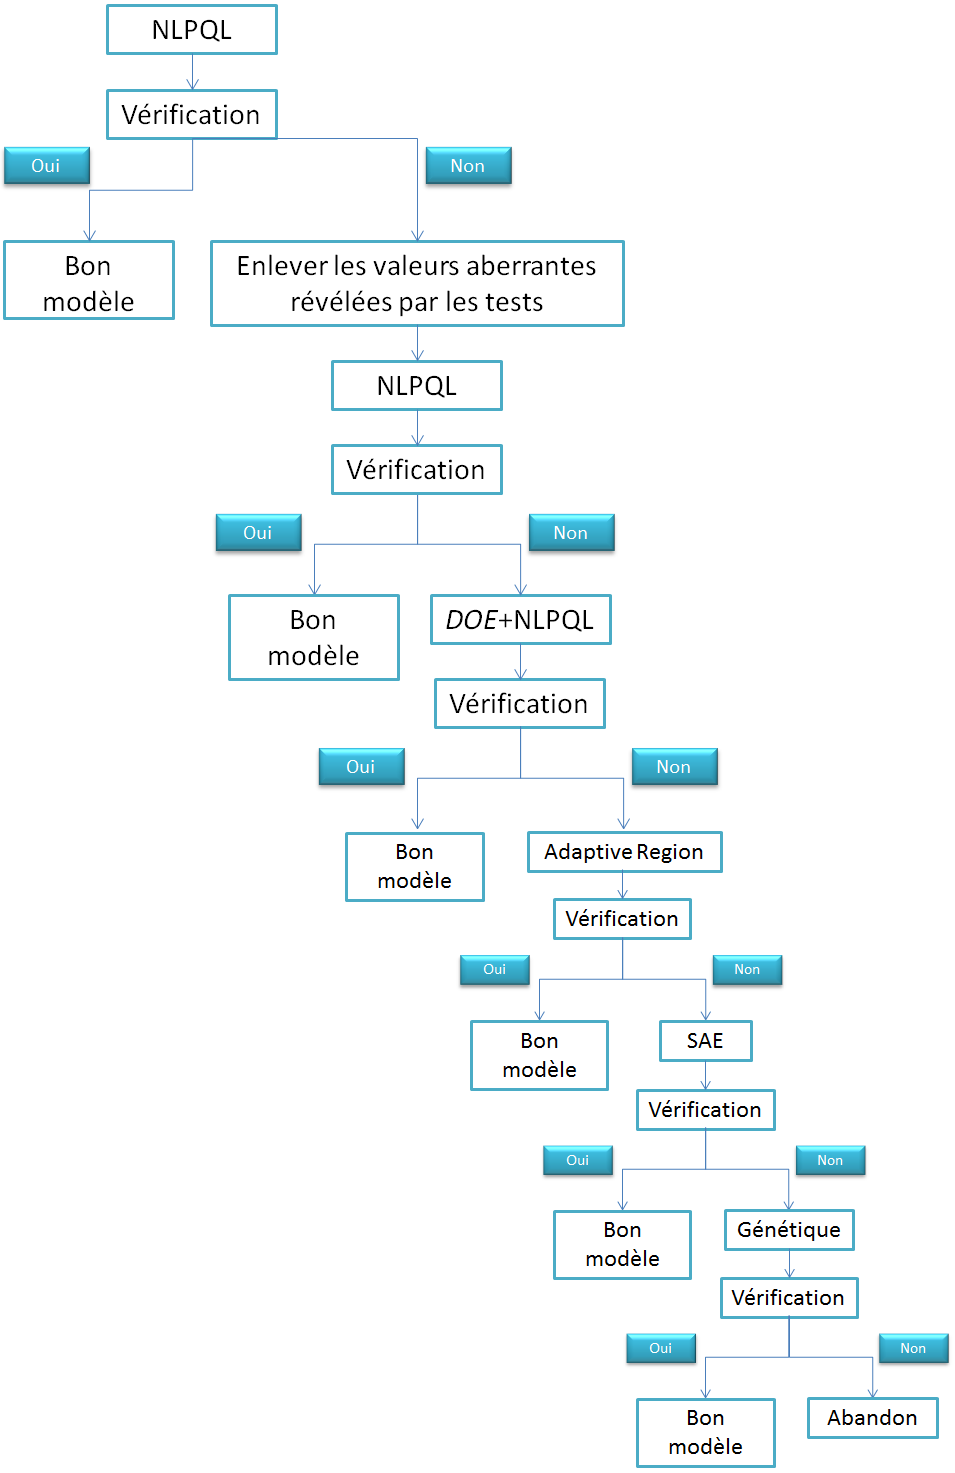 NLPQL
Vérification
Oui
Non
Bon
modèle
Enlever les valeurs aberrantes
révélées par les tests
NLPQL
Vérification
Oui
Non
Bon
modèle
DOE+NLPQL
Vérification
Oui
Non
Bon
modèle
Adaptive Region
Vérification
Oui
Non
Bon
modèle
SAE
Vérification
Oui
Non
Bon
modèle
Génétique
Vérification
Oui
Non
Bon
modèle
Abandon